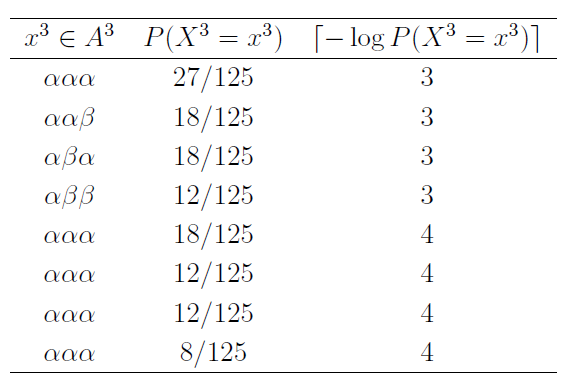 x³ ∈ A³ P(X³ = x³) ⌈− log P(X³ = x³)⌉
ααα 27/125 3
ααβ 18/125 3
αβα 18/125 3
αββ 12/125 3
ααα 18/125 4
ααα 12/125 4
ααα 12/125 4
ααα 8/125 4